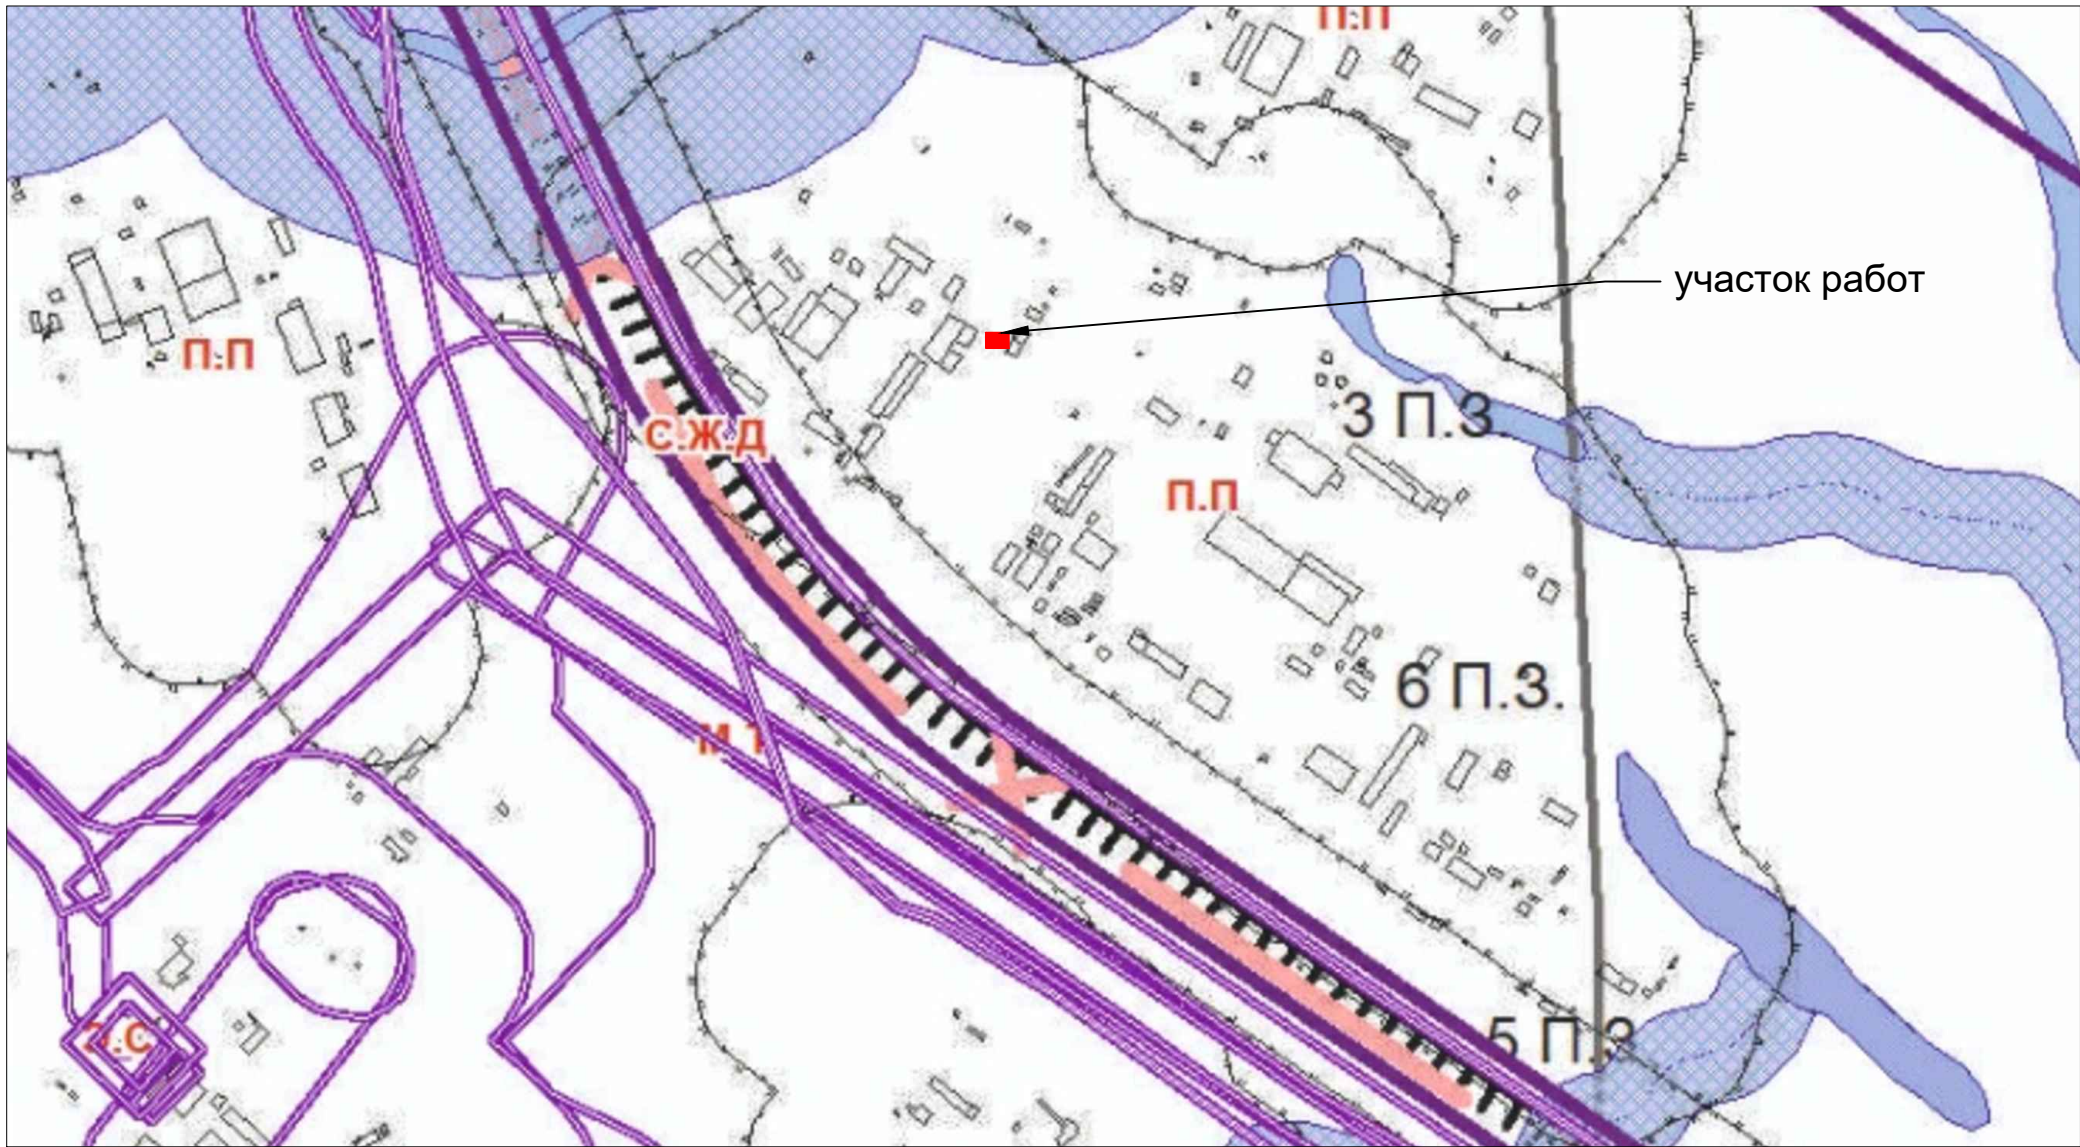 П.П
участок работ
П.П
3 П.З.
С.Ж.Д
П.П
6 П.З.
М.Т
5 П.З
Э.С